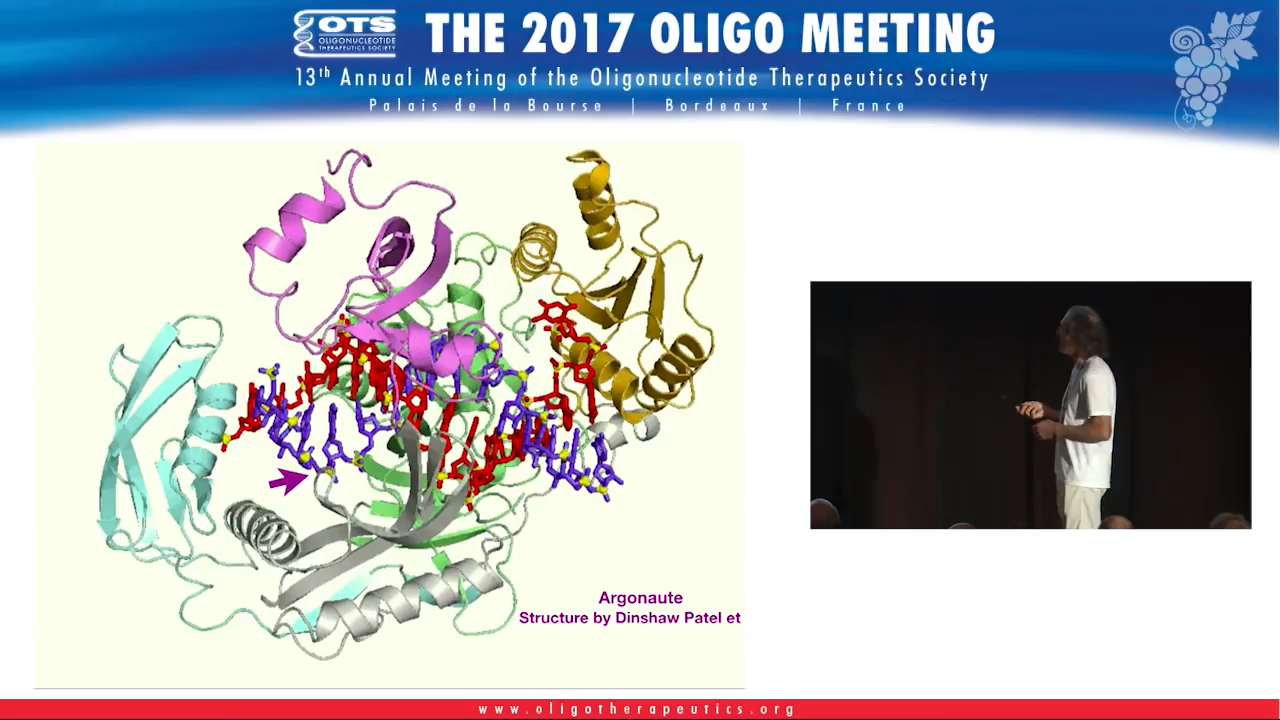 OTS
OLIGONUCLEOTIDE
THERAPEUTICS SOCIETY
THE 2017 OLIGO MEETING
13th Annual Meeting of the Oligonucleotide Therapeutics Society
Palais de la Bourse | Bordeaux | France
Argonaute
Structure by Dinshaw Patel et
www.oligotherapeutics.org